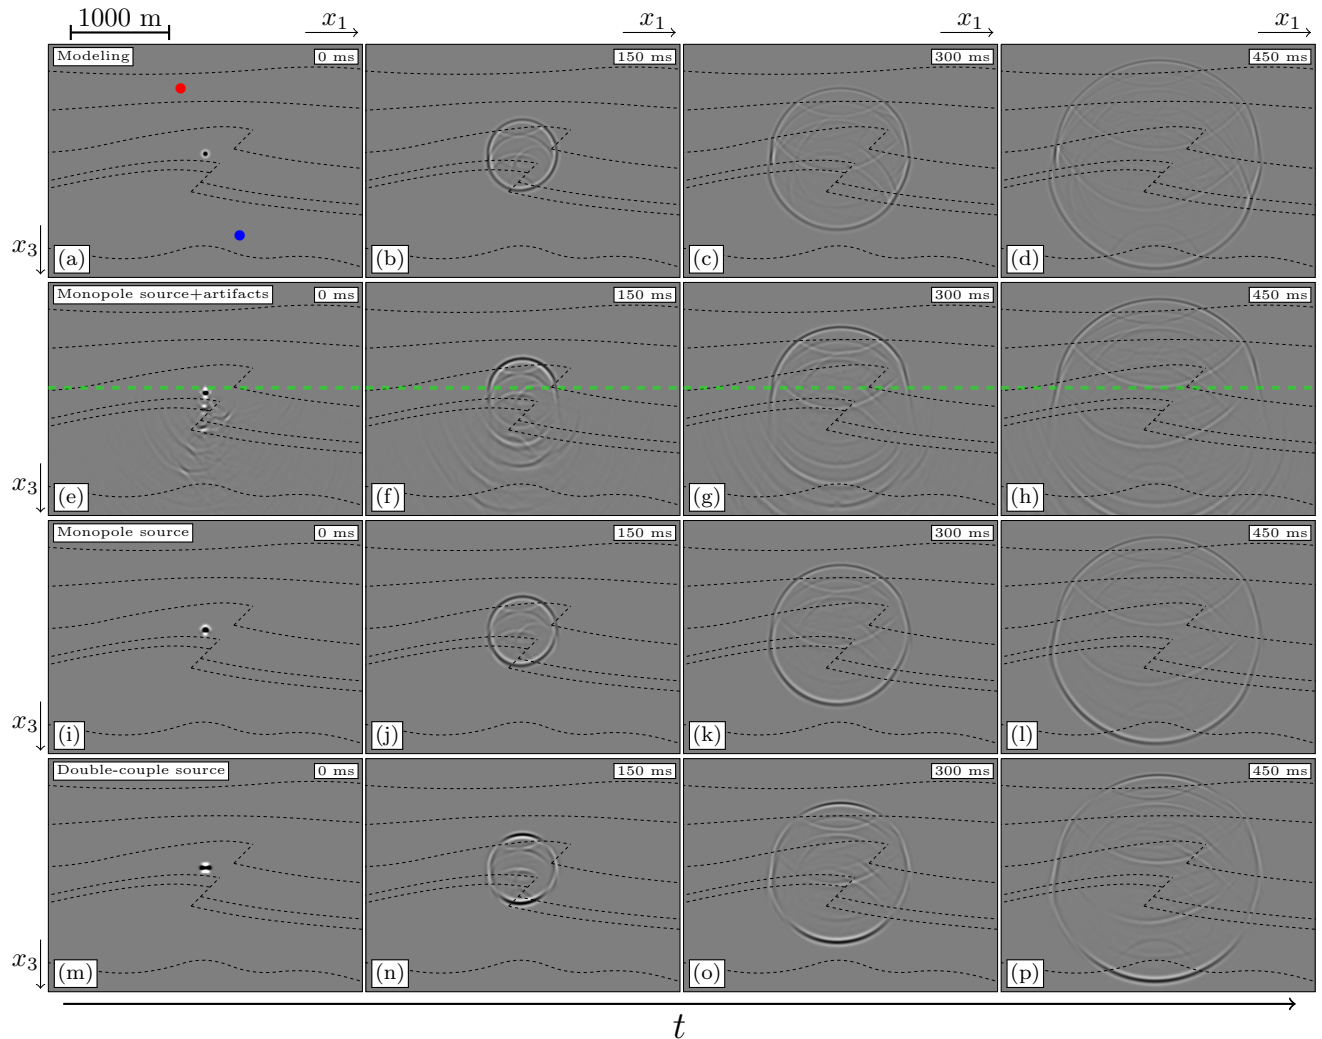 1000 m x₁ x₁ x₁ x₁
Modeling 0 ms 150 ms 300 ms 450 ms
x₃ (a) (b) (c) (d)
Monopole source+artifacts 0 ms 150 ms 300 ms 450 ms
x₃ (e) (f) (g) (h)
Monopole source 0 ms 150 ms 300 ms 450 ms
x₃ (i) (j) (k) (l)
Double-couple source 0 ms 150 ms 300 ms 450 ms
x₃ (m) (n) (o) (p)
t